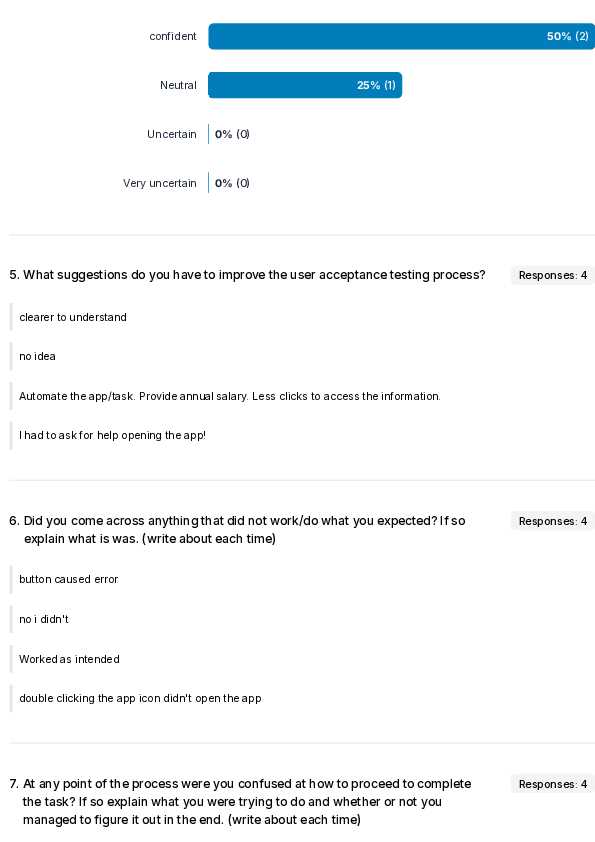 confident
50% (2)
Neutral
25% (1)
Uncertain
0% (0)
Very uncertain
0% (0)
5. What suggestions do you have to improve the user acceptance testing process?
Responses: 4
clearer to understand
no idea
Automate the app/task. Provide annual salary. Less clicks to access the information.
I had to ask for help opening the app!
6. Did you come across anything that did not work/do what you expected? If so
explain what is was. (write about each time)
Responses: 4
button caused error
no i didn't
Worked as intended
double clicking the app icon didn't open the app
7. At any point of the process were you confused at how to proceed to complete
the task? If so explain what you were trying to do and whether or not you
managed to figure it out in the end. (write about each time)
Responses: 4